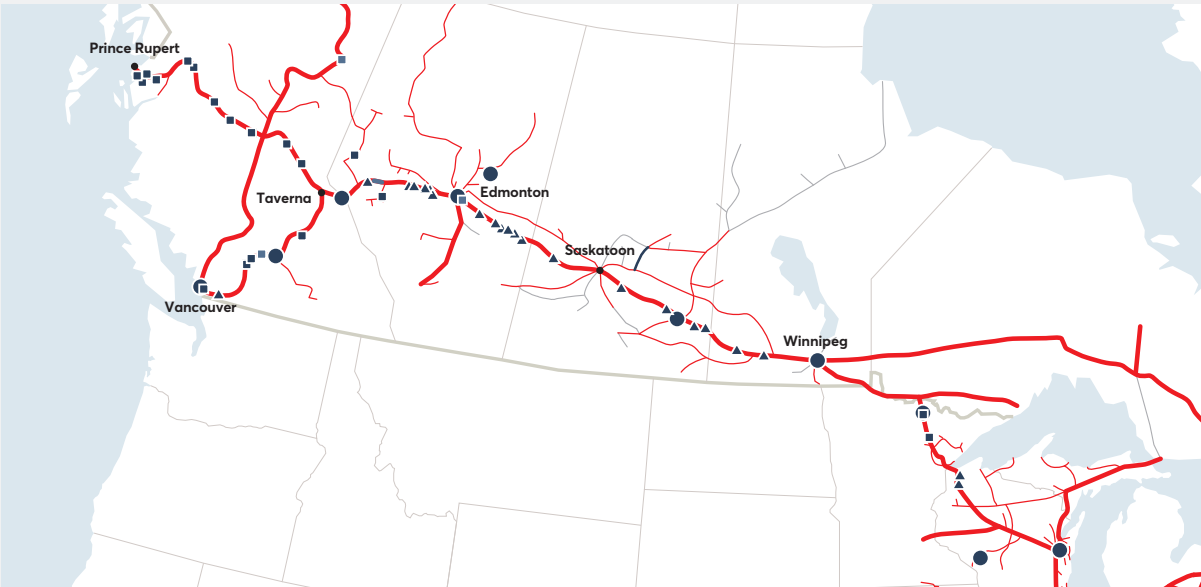 Prince Rupert
Taverna
Edmonton
Saskatoon
Vancouver
Winnipeg